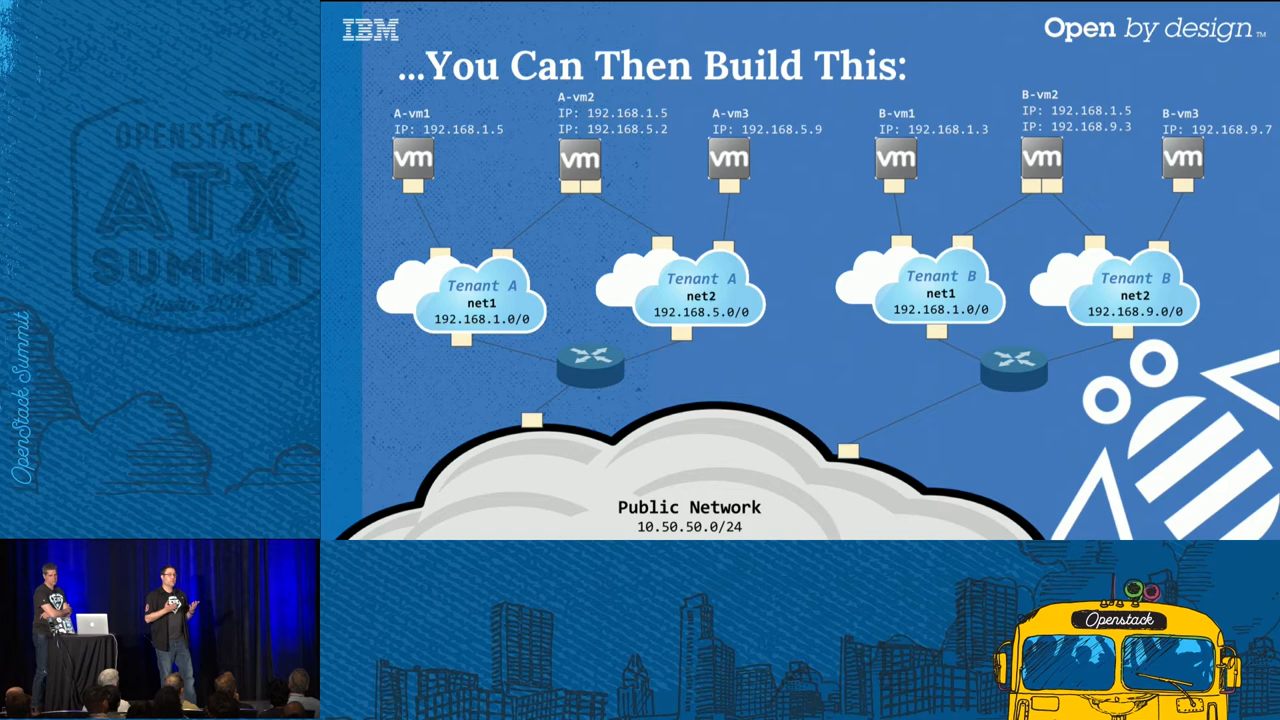 IBM
Open by design™
...You Can Then Build This:
A-vm1
IP: 192.168.1.5
A-vm2
IP: 192.168.1.5
IP: 192.168.5.2
A-vm3
IP: 192.168.5.9
B-vm1
IP: 192.168.1.3
B-vm2
IP: 192.168.1.5
IP: 192.168.9.3
B-vm3
IP: 192.168.9.7
vm
vm
vm
vm
vm
vm
Tenant A
net1
192.168.1.0/0
Tenant A
net2
192.168.5.0/0
Tenant B
net1
192.168.1.0/0
Tenant B
net2
192.168.9.0/0
Public Network
10.50.50.0/24
OPENSTACK
ATX
SUMMIT
OpenStack Summit
Openstack